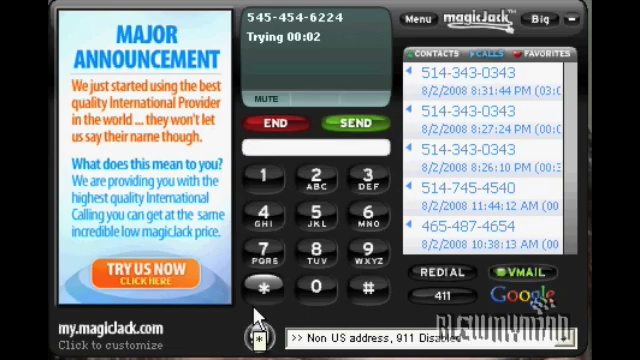 MAJOR
ANNOUNCEMENT
We just started using the best
quality International Provider
in the world ... they won't let
us say their name though.
What does this mean to you?
We are providing you with the
highest quality International
Calling you can get at the same
incredible low magicJack price.
TRY US NOW
CLICK HERE
my.magicJack.com
Click to customize
545-454-6224
Trying 00:02
MUTE
END
SEND
1
2 ABC
3 DEF
4 GHI
5 JKL
6 MNO
7 PQRS
8 TUV
9 WXYZ
*
0
#
*
Menu
magicJack™
Big
CONTACTS
CALLS
FAVORITES
514-343-0343
8/2/2008 8:31:44 PM (03:0
514-343-0343
8/2/2008 8:27:24 PM (00:
514-343-0343
8/2/2008 8:26:10 PM (00:
514-745-4540
8/2/2008 11:44:12 AM (00
465-487-4654
8/2/2008 10:38:13 AM (00
REDIAL
VMAIL
411
Google
>> Non US address, 911 Disabled